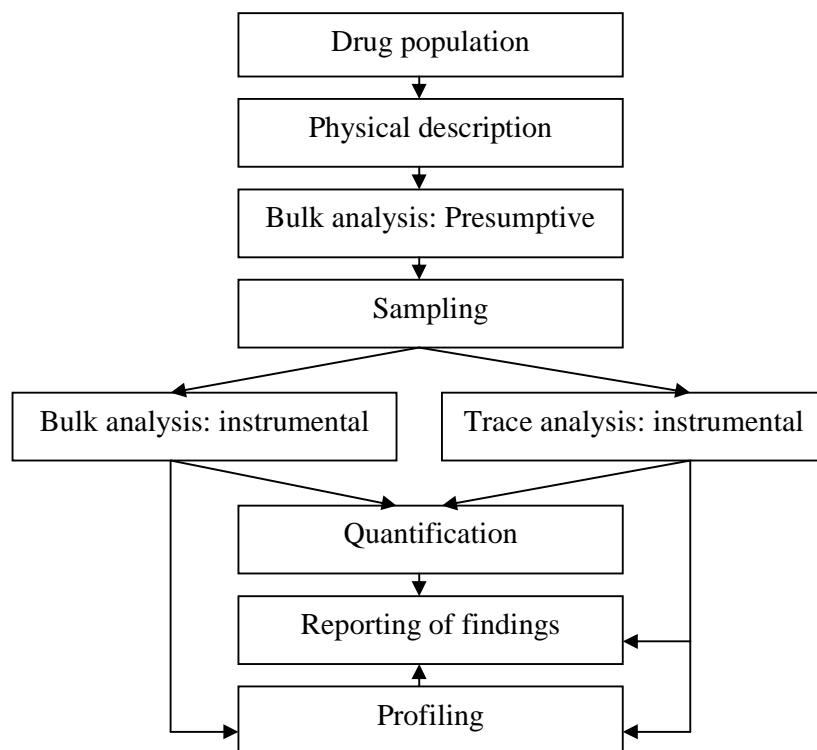 Drug population
Physical description
Bulk analysis: Presumptive
Sampling
Bulk analysis: instrumental
Trace analysis: instrumental
Quantification
Reporting of findings
Profiling